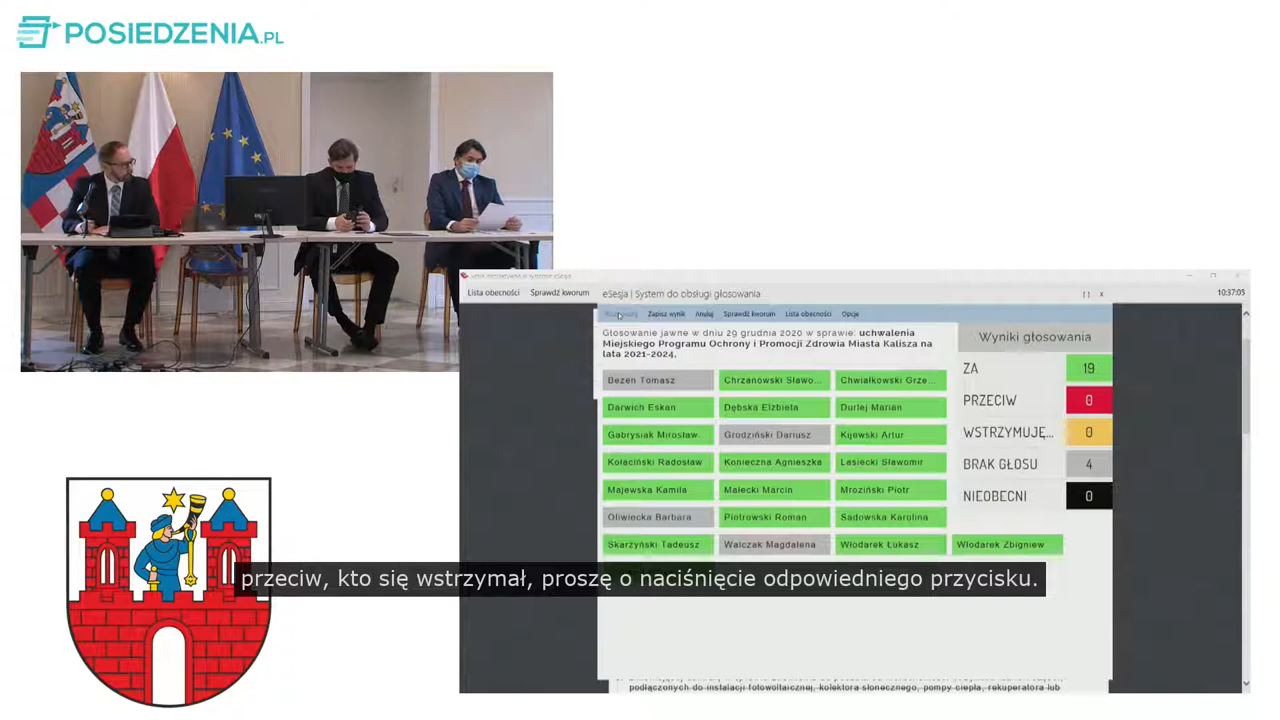 POSIEDZENIA.PL
Lista obecności Sprawdź kworum eSesja | System do obsługi głosowania 10:37:05
Zapisz wynik Anuluj Sprawdź kworum Lista obecności Opcje
Głosowanie jawne w dniu 29 grudnia 2020 w sprawie: uchwalenia
Miejskiego Programu Ochrony i Promocji Zdrowia Miasta Kalisza na
lata 2021-2024,
Wyniki głosowania
ZA 19
PRZECIW 0
WSTRZYMUJĘ... 0
BRAK GŁOSU 4
NIEOBECNI 0
Bezen Tomasz Chrzanowski Sławo... Chwiałkowski Grze...
Darwich Eskan Dębska Elżbieta Durlej Marian
Gabrysiak Mirosław Grodziński Dariusz Kijewski Artur
Kołaciński Radosław Konieczna Agnieszka Lasiecki Sławomir
Majewska Kamila Małecki Marcin Mroziński Piotr
Oliwiecka Barbara Piotrowski Roman Sadowska Karolina
Skarżyński Tadeusz Walczak Magdalena Włodarek Łukasz Włodarek Zbigniew
przeciw, kto się wstrzymał, proszę o naciśnięcie odpowiedniego przycisku.
podłączonych do instalacji fotowoltaicznej, kolektora słonecznego, pompy ciepła, rekuperatora lub